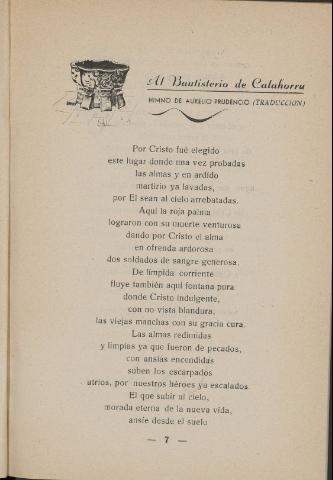 Al Bautisterio de Calahorra
HIMNO DE AURELIO PRUDENCIO (TRADUCCION)
Por Cristo fué elegido
este lugar donde una vez probadas
las almas y en ardido
martirio ya lavadas,
por El sean al cielo arrebatadas.
Aquí la roja palma
lograron con su muerte venturosa
dando por Cristo el alma
en ofrenda ardorosa
dos soldados de sangre generosa.
De límpida corriente
fluye también aquí fontana pura
donde Cristo indulgente,
con no vista blandura,
las viejas manchas con su gracia cura.
Las almas redimidas
y limpias ya que fueron de pecados,
con ansias encendidas
suben los escarpados
atrios, por nuestros héroes ya escalados.
El que subir al cielo,
morada eterna de la nueva vida,
ansíe desde el suelo
— 7 —